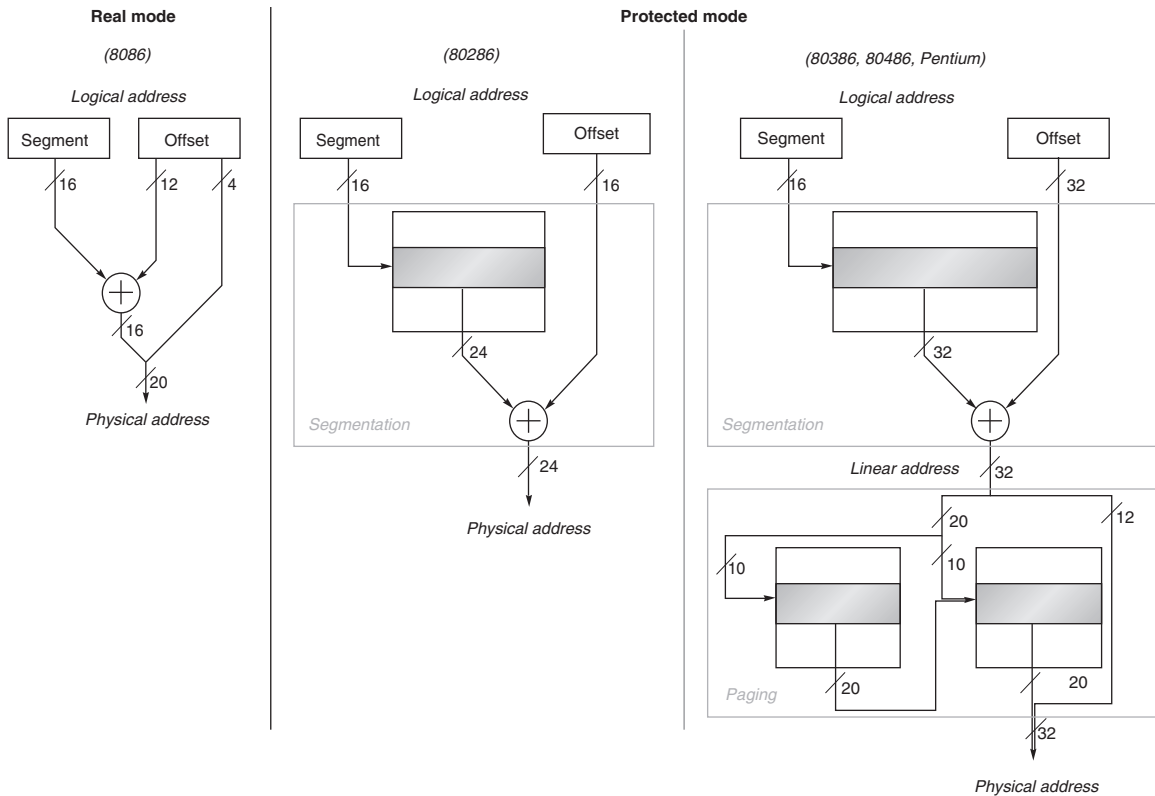 Real mode
Protected mode
(8086)
(80286)
(80386, 80486, Pentium)
Logical address
Logical address
Logical address
Segment
Offset
Segment
Offset
Segment
Offset
16
12
4
16
16
16
32
16
24
32
20
Physical address
Segmentation
Segmentation
24
Linear address
32
Physical address
20
12
10
10
20
20
Paging
32
Physical address